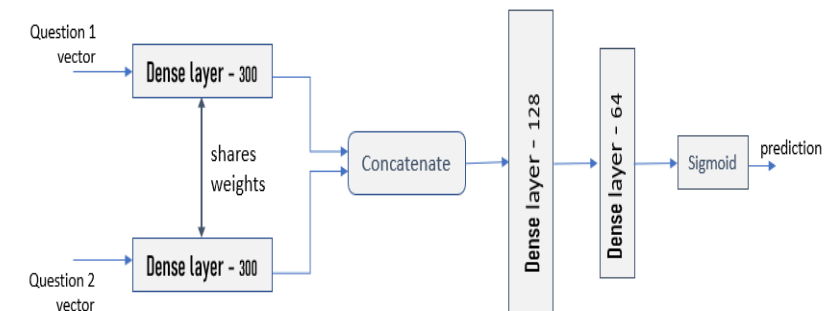 Question 1
vector
Dense layer - 300
shares
weights
Dense layer - 300
Question 2
vector
Concatenate
Dense layer - 128
Dense layer - 64
Sigmoid
prediction